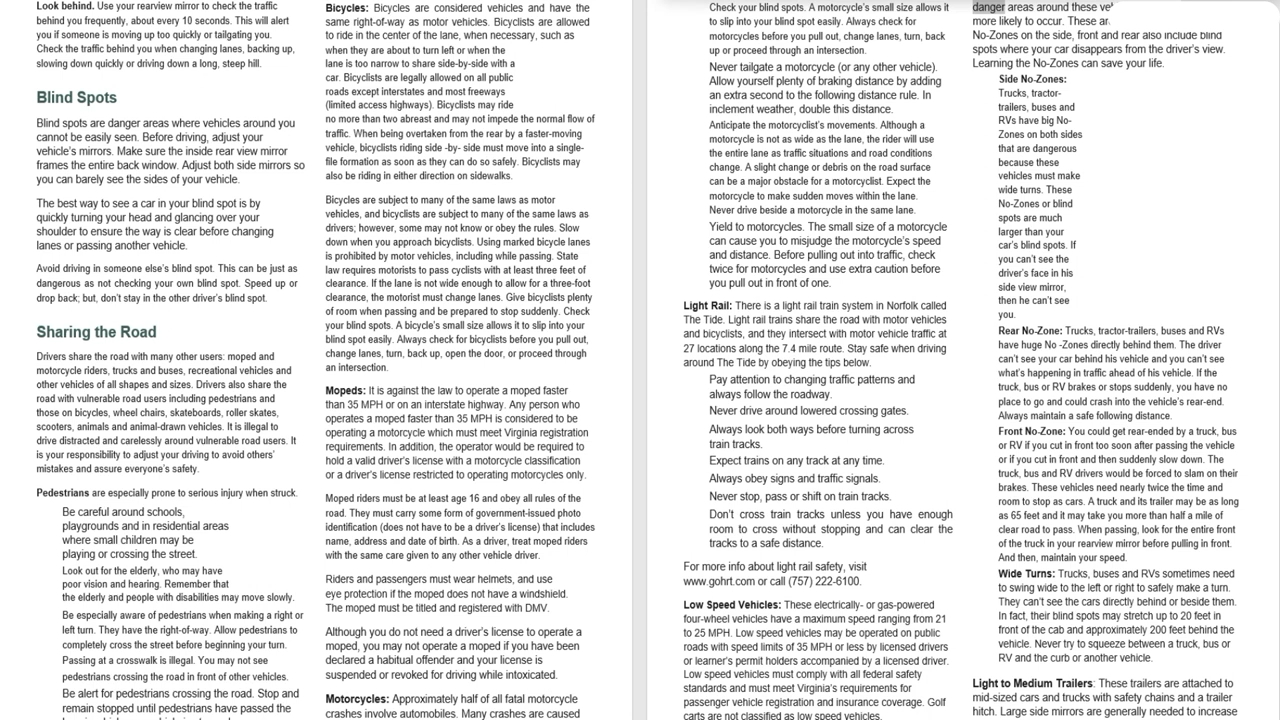 Look behind. Use your rearview mirror to check the traffic
behind you frequently, about every 10 seconds. This will alert
you if someone is moving up too quickly or tailgating you.
Check the traffic behind you when changing lanes, backing up,
slowing down quickly or driving down a long, steep hill.
Blind Spots
Blind spots are danger areas where vehicles around you
cannot be easily seen. Before driving, adjust your
vehicle's mirrors. Make sure the inside rear view mirror
frames the entire back window. Adjust both side mirrors so
you can barely see the sides of your vehicle.
The best way to see a car in your blind spot is by
quickly turning your head and glancing over your
shoulder to ensure the way is clear before changing
lanes or passing another vehicle.
Avoid driving in someone else's blind spot. This can be just as
dangerous as not checking your own blind spot. Speed up or
drop back; but, don't stay in the other driver's blind spot.
Sharing the Road
Drivers share the road with many other users: moped and
motorcycle riders, trucks and buses, recreational vehicles and
other vehicles of all shapes and sizes. Drivers also share the
road with vulnerable road users including pedestrians and
those on bicycles, wheel chairs, skateboards, roller skates,
scooters, animals and animal-drawn vehicles. It is illegal to
drive distracted and carelessly around vulnerable road users. It
is your responsibility to adjust your driving to avoid others'
mistakes and assure everyone's safety.
Pedestrians are especially prone to serious injury when struck.
Be careful around schools,
playgrounds and in residential areas
where small children may be
playing or crossing the street.
Look out for the elderly, who may have
poor vision and hearing. Remember that
the elderly and people with disabilities may move slowly.
Be especially aware of pedestrians when making a right or
left turn. They have the right-of-way. Allow pedestrians to
completely cross the street before beginning your turn.
Passing at a crosswalk is illegal. You may not see
pedestrians crossing the road in front of other vehicles.
Be alert for pedestrians crossing the road. Stop and
remain stopped until pedestrians have passed the
Bicycles: Bicycles are considered vehicles and have the
same right-of-way as motor vehicles. Bicyclists are allowed
to ride in the center of the lane, when necessary, such as
when they are about to turn left or when the
lane is too narrow to share side-by-side with a
car. Bicyclists are legally allowed on all public
roads except interstates and most freeways
(limited access highways). Bicyclists may ride
no more than two abreast and may not impede the normal flow of
traffic. When being overtaken from the rear by a faster-moving
vehicle, bicyclists riding side -by- side must move into a single-
file formation as soon as they can do so safely. Bicyclists may
also be riding in either direction on sidewalks.
Bicycles are subject to many of the same laws as motor
vehicles, and bicyclists are subject to many of the same laws as
drivers; however, some may not know or obey the rules. Slow
down when you approach bicyclists. Using marked bicycle lanes
is prohibited by motor vehicles, including while passing. State
law requires motorists to pass cyclists with at least three feet of
clearance. If the lane is not wide enough to allow for a three-foot
clearance, the motorist must change lanes. Give bicyclists plenty
of room when passing and be prepared to stop suddenly. Check
your blind spots. A bicycle's small size allows it to slip into your
blind spot easily. Always check for bicyclists before you pull out,
change lanes, turn, back up, open the door, or proceed through
an intersection.
Mopeds: It is against the law to operate a moped faster
than 35 MPH or on an interstate highway. Any person who
operates a moped faster than 35 MPH is considered to be
operating a motorcycle which must meet Virginia registration
requirements. In addition, the operator would be required to
hold a valid driver's license with a motorcycle classification
or a driver's license restricted to operating motorcycles only.
Moped riders must be at least age 16 and obey all rules of the
road. They must carry some form of government-issued photo
identification (does not have to be a driver's license) that includes
name, address and date of birth. As a driver, treat moped riders
with the same care given to any other vehicle driver.
Riders and passengers must wear helmets, and use
eye protection if the moped does not have a windshield.
The moped must be titled and registered with DMV.
Although you do not need a driver's license to operate a
moped, you may not operate a moped if you have been
declared a habitual offender and your license is
suspended or revoked for driving while intoxicated.
Motorcycles: Approximately half of all fatal motorcycle
crashes involve automobiles. Many crashes are caused
Check your blind spots. A motorcycle's small size allows it
to slip into your blind spot easily. Always check for
motorcycles before you pull out, change lanes, turn, back
up or proceed through an intersection.
Never tailgate a motorcycle (or any other vehicle).
Allow yourself plenty of braking distance by adding
an extra second to the following distance rule. In
inclement weather, double this distance.
Anticipate the motorcyclist's movements. Although a
motorcycle is not as wide as the lane, the rider will use
the entire lane as traffic situations and road conditions
change. A slight change or debris on the road surface
can be a major obstacle for a motorcyclist. Expect the
motorcycle to make sudden moves within the lane.
Never drive beside a motorcycle in the same lane.
Yield to motorcycles. The small size of a motorcycle
can cause you to misjudge the motorcycle's speed
and distance. Before pulling out into traffic, check
twice for motorcycles and use extra caution before
you pull out in front of one.
Light Rail: There is a light rail train system in Norfolk called
The Tide. Light rail trains share the road with motor vehicles
and bicyclists, and they intersect with motor vehicle traffic at
27 locations along the 7.4 mile route. Stay safe when driving
around The Tide by obeying the tips below.
Pay attention to changing traffic patterns and
always follow the roadway.
Never drive around lowered crossing gates.
Always look both ways before turning across
train tracks.
Expect trains on any track at any time.
Always obey signs and traffic signals.
Never stop, pass or shift on train tracks.
Don't cross train tracks unless you have enough
room to cross without stopping and can clear the
tracks to a safe distance.
For more info about light rail safety, visit
www.gohrt.com or call (757) 222-6100.
Low Speed Vehicles: These electrically- or gas-powered
four-wheel vehicles have a maximum speed ranging from 21
to 25 MPH. Low speed vehicles may be operated on public
roads with speed limits of 35 MPH or less by licensed drivers
or learner's permit holders accompanied by a licensed driver.
Low speed vehicles must comply with all federal safety
standards and must meet Virginia's requirements for
passenger vehicle registration and insurance coverage. Golf
carts are not classified as low speed vehicles.
danger areas around these
more likely to occur. These
No-Zones on the side, front and rear also include blind
spots where your car disappears from the driver's view.
Learning the No-Zones can save your life.
Side No-Zones:
Trucks, tractor-
trailers, buses and
RVs have big No-
Zones on both sides
that are dangerous
because these
vehicles must make
wide turns. These
No-Zones or blind
spots are much
larger than your
car's blind spots. If
you can't see the
driver's face in his
side view mirror,
then he can't see
you.
Rear No-Zone: Trucks, tractor-trailers, buses and RVs
have huge No -Zones directly behind them. The driver
can't see your car behind his vehicle and you can't see
what's happening in traffic ahead of his vehicle. If the
truck, bus or RV brakes or stops suddenly, you have no
place to go and could crash into the vehicle's rear-end.
Always maintain a safe following distance.
Front No-Zone: You could get rear-ended by a truck, bus
or RV if you cut in front too soon after passing the vehicle
or if you cut in front and then suddenly slow down. The
truck, bus and RV drivers would be forced to slam on their
brakes. These vehicles need nearly twice the time and
room to stop as cars. A truck and its trailer may be as long
as 65 feet and it may take you more than half a mile of
clear road to pass. When passing, look for the entire front
of the truck in your rearview mirror before pulling in front.
And then, maintain your speed.
Wide Turns: Trucks, buses and RVs sometimes need
to swing wide to the left or right to safely make a turn.
They can't see the cars directly behind or beside them.
In fact, their blind spots may stretch up to 20 feet in
front of the cab and approximately 200 feet behind the
vehicle. Never try to squeeze between a truck, bus or
RV and the curb or another vehicle.
Light to Medium Trailers: These trailers are attached to
mid-sized cars and trucks with safety chains and a trailer
hitch. Large side mirrors are generally needed to increase